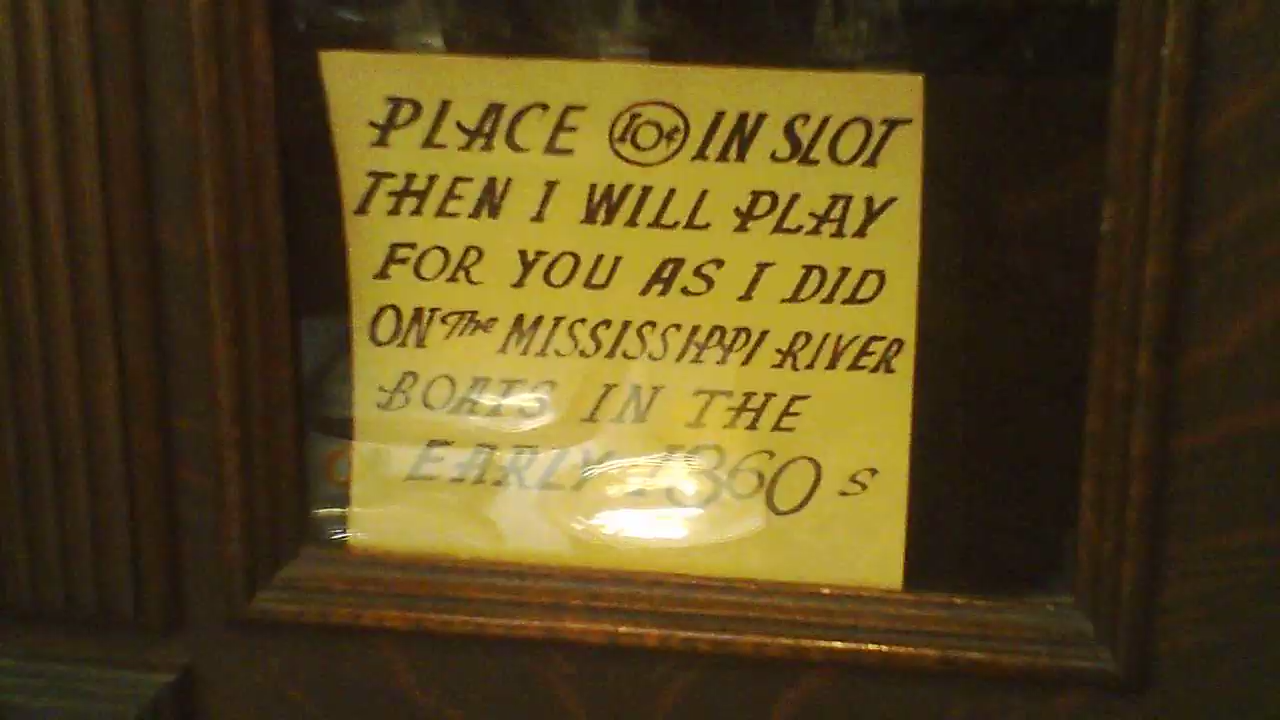 PLACE 10¢ IN SLOT
THEN I WILL PLAY
FOR YOU AS I DID
ON The MISSISSIPPI RIVER
BOATS IN THE
EARLY 1860s